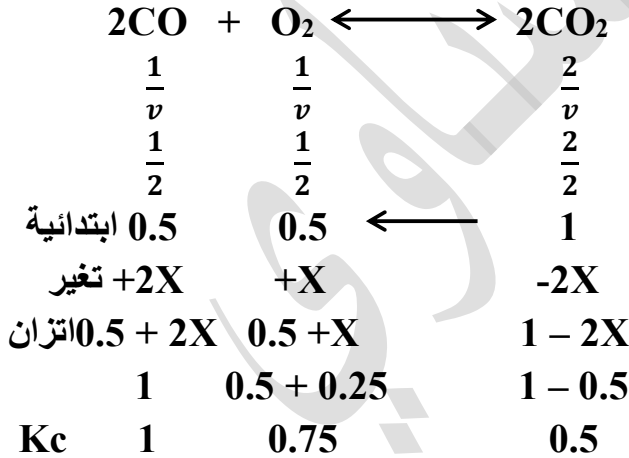 2CO + O₂ ⟷ 2CO₂
1/v 1/v 2/v
1/2 1/2 2/2
ابتدائية 0.5 0.5 ← 1
تغير +2X +X -2X
اتزان 0.5 + 2X 0.5 +X 1 – 2X
1 0.5 + 0.25 1 – 0.5
Kc 1 0.75 0.5